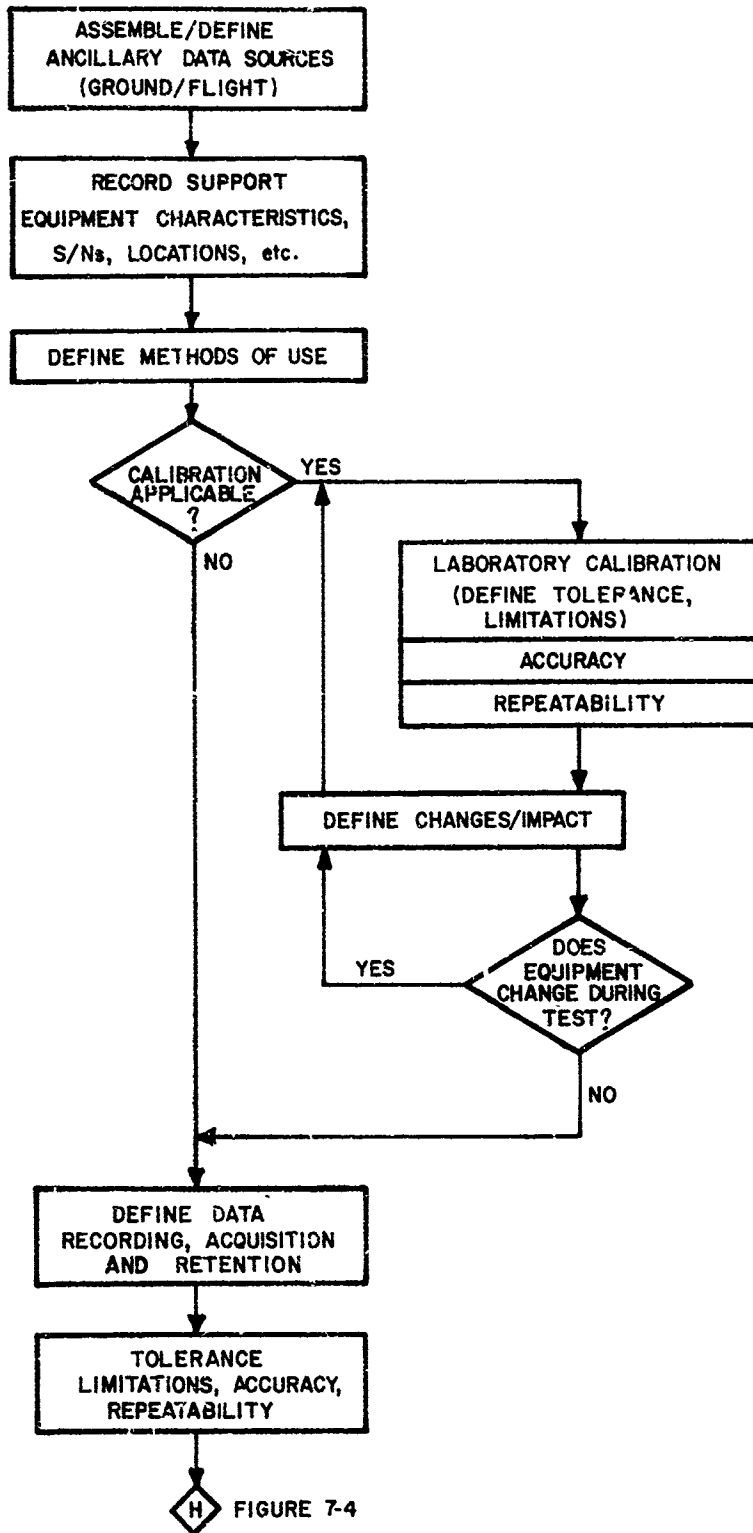 ASSEMBLE/DEFINE
ANCILLARY DATA SOURCES
(GROUND/FLIGHT)
RECORD SUPPORT
EQUIPMENT CHARACTERISTICS,
S/Ns, LOCATIONS, etc.
DEFINE METHODS OF USE
CALIBRATION
APPLICABLE
?
YES
NO
LABORATORY CALIBRATION
(DEFINE TOLERANCE,
LIMITATIONS)
ACCURACY
REPEATABILITY
DEFINE CHANGES/IMPACT
DOES
EQUIPMENT
CHANGE DURING
TEST?
YES
NO
DEFINE DATA
RECORDING, ACQUISITION
AND RETENTION
TOLERANCE
LIMITATIONS, ACCURACY,
REPEATABILITY
H FIGURE 7-4